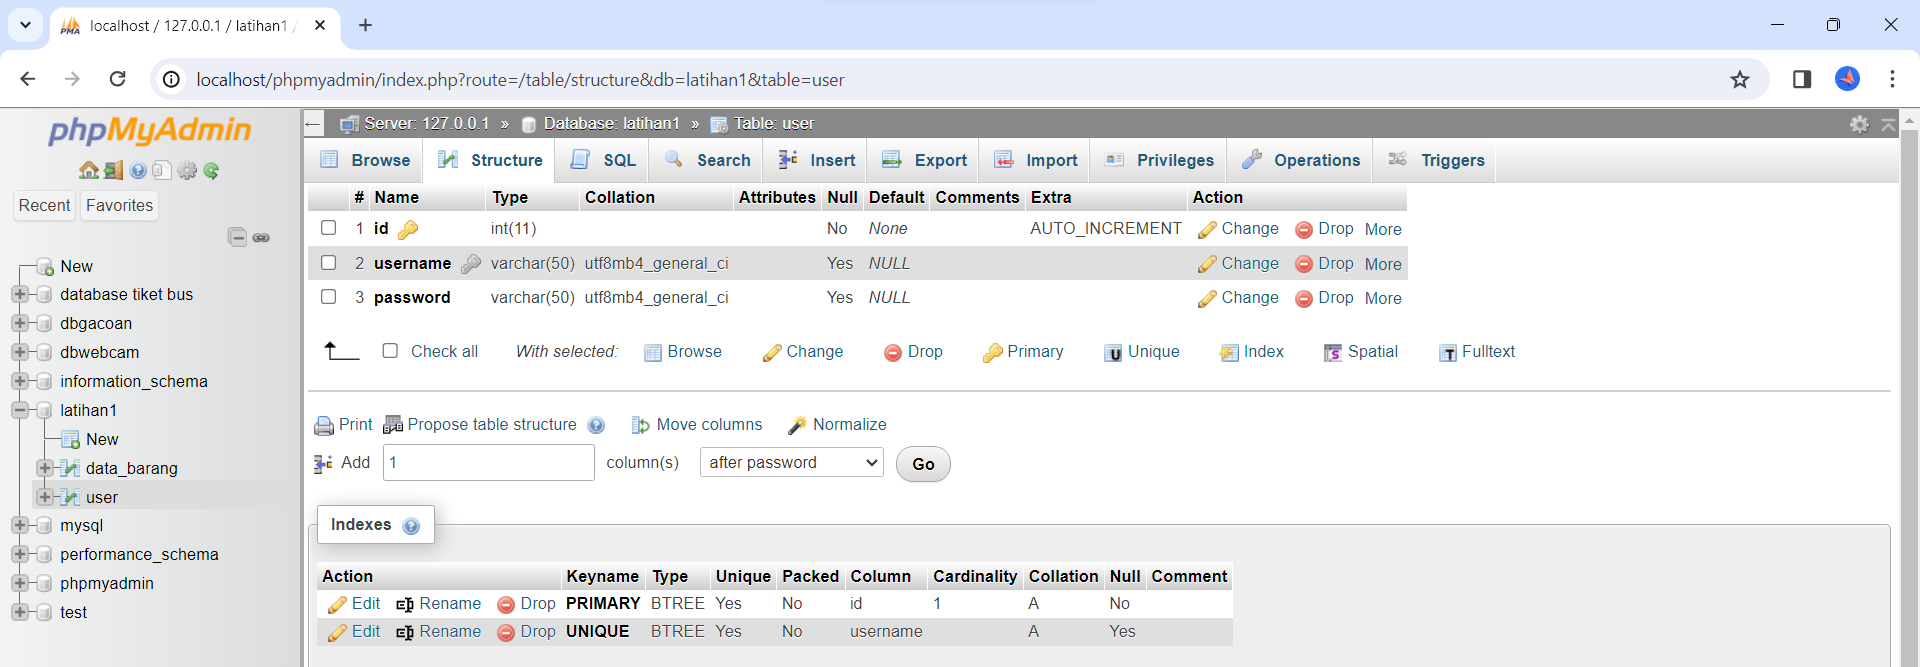 localhost / 127.0.0.1 / latihan1 /
localhost/phpmyadmin/index.php?route=/table/structure&db=latihan1&table=user
phpMyAdmin
Recent Favorites
New
database tiket bus
dbgacoan
dbwebcam
information_schema
latihan1
New
data_barang
user
mysql
performance_schema
phpmyadmin
test
Server: 127.0.0.1 » Database: latihan1 » Table: user
Browse Structure SQL Search Insert Export Import Privileges Operations Triggers
# Name Type Collation Attributes Null Default Comments Extra Action
1 id int(11) No None AUTO_INCREMENT Change Drop More
2 username varchar(50) utf8mb4_general_ci Yes NULL Change Drop More
3 password varchar(50) utf8mb4_general_ci Yes NULL Change Drop More
Check all With selected: Browse Change Drop Primary Unique Index Spatial Fulltext
Print Propose table structure Move columns Normalize
Add 1 column(s) after password Go
Indexes
Action Keyname Type Unique Packed Column Cardinality Collation Null Comment
Edit Rename Drop PRIMARY BTREE Yes No id 1 A No
Edit Rename Drop UNIQUE BTREE Yes No username A Yes